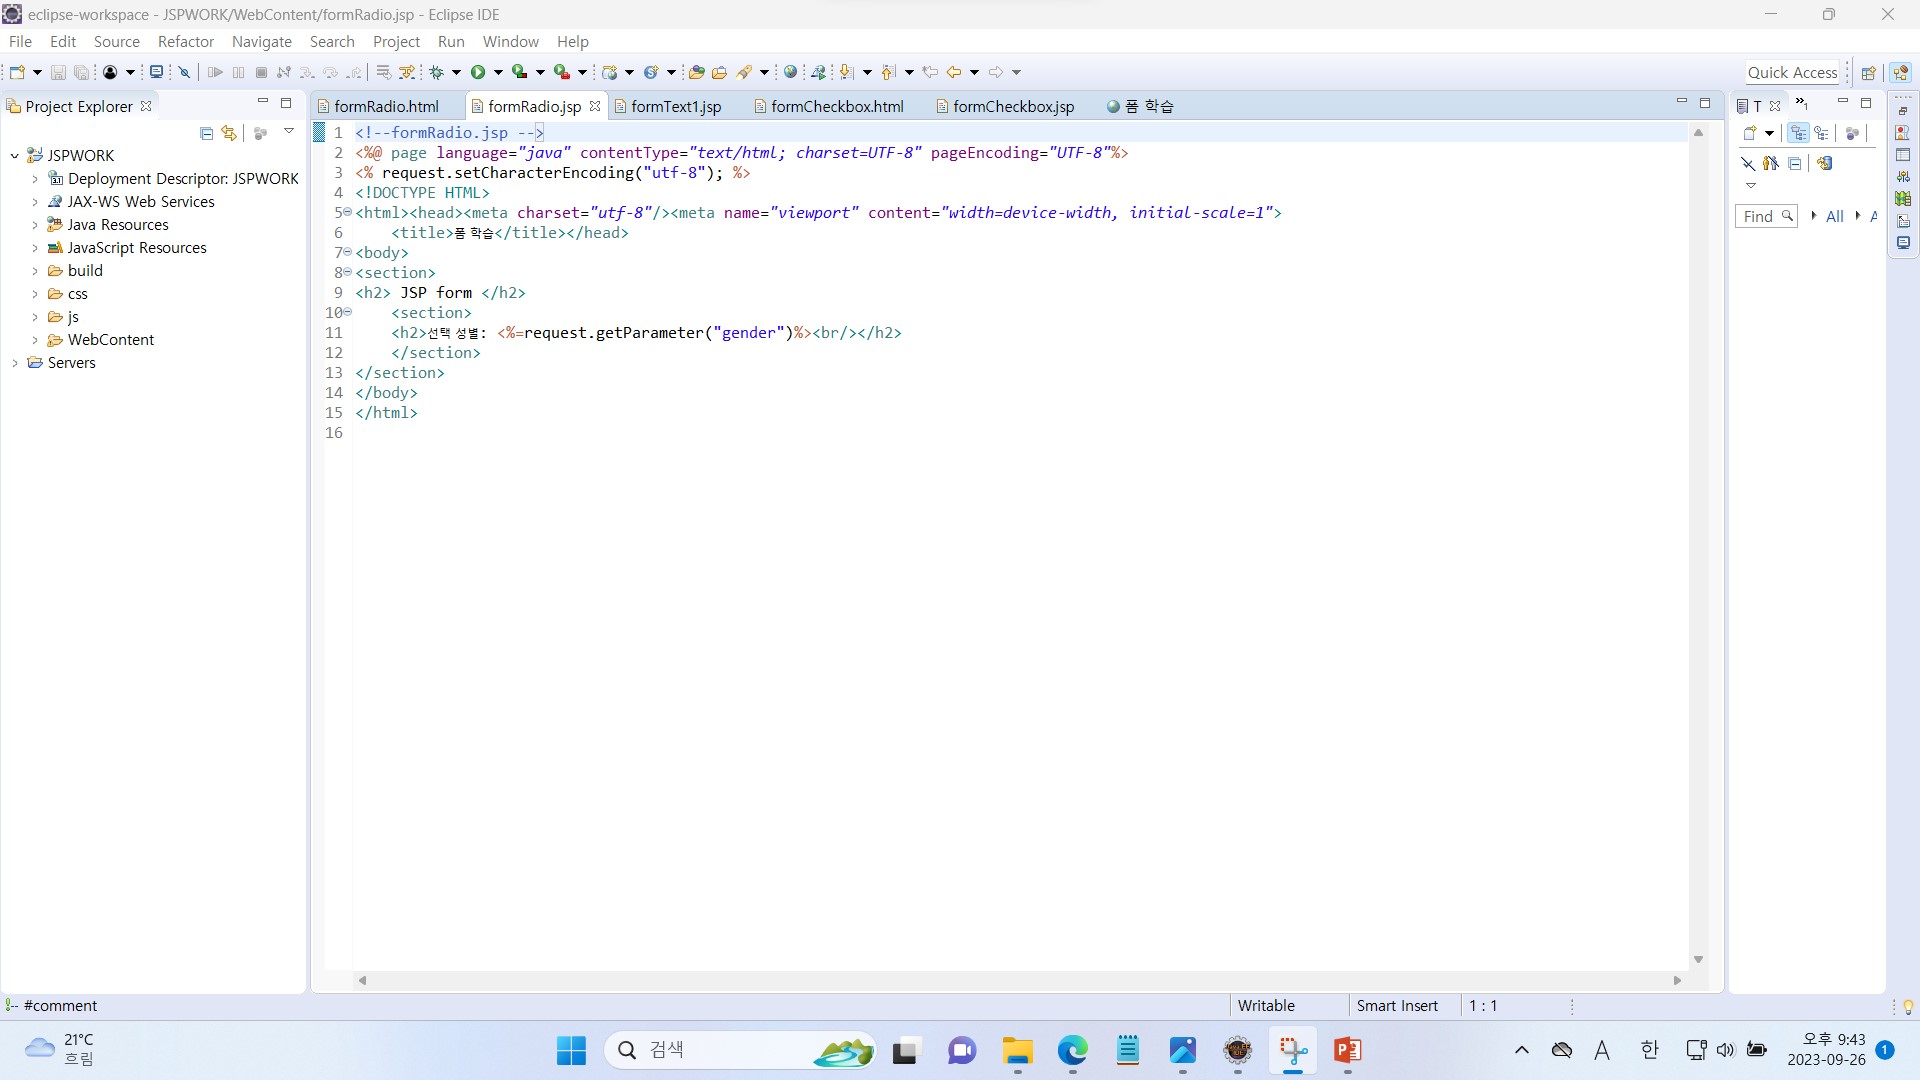 eclipse-workspace - JSPWORK/WebContent/formRadio.jsp - Eclipse IDE
File Edit Source Refactor Navigate Search Project Run Window Help
Quick Access
Project Explorer
JSPWORK
Deployment Descriptor: JSPWORK
JAX-WS Web Services
Java Resources
JavaScript Resources
build
css
js
WebContent
Servers
formRadio.html formRadio.jsp formText1.jsp formCheckbox.html formCheckbox.jsp 폼 학습
1 <!--formRadio.jsp -->
2 <%@ page language="java" contentType="text/html; charset=UTF-8" pageEncoding="UTF-8"%>
3 <% request.setCharacterEncoding("utf-8"); %>
4 <!DOCTYPE HTML>
5 <html><head><meta charset="utf-8"/><meta name="viewport" content="width=device-width, initial-scale=1">
6 <title>폼 학습</title></head>
7 <body>
8 <section>
9 <h2> JSP form </h2>
10 <section>
11 <h2>선택 성별: <%=request.getParameter("gender")%><br/></h2>
12 </section>
13 </section>
14 </body>
15 </html>
16
T »1
Find All A
#comment
Writable Smart Insert 1 : 1
21°C
흐림
검색
A 한
오후 9:43
2023-09-26
1